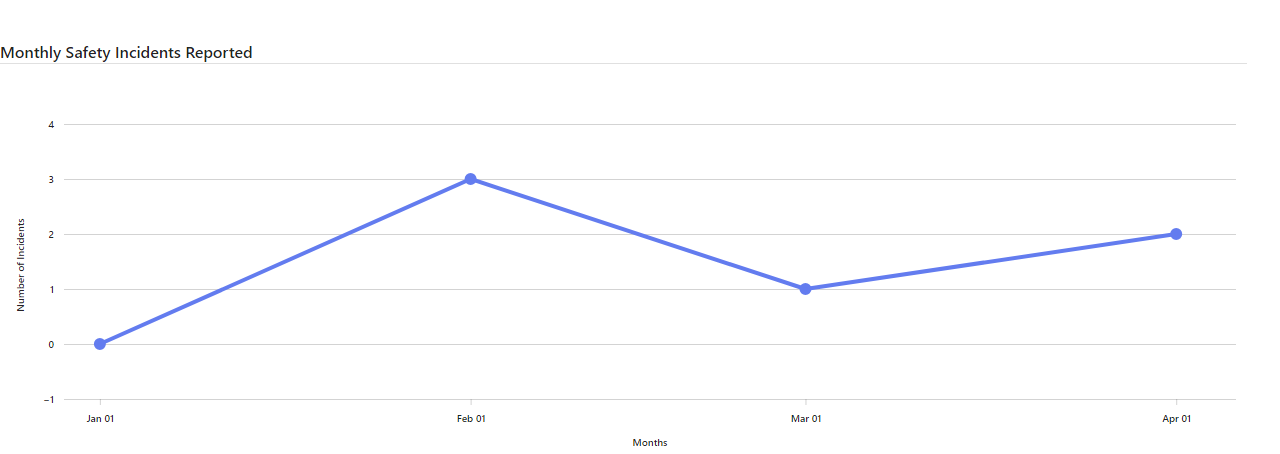 Monthly Safety Incidents Reported
4
3
2
1
0
−1
Number of Incidents
Jan 01 Feb 01 Mar 01 Apr 01
Months